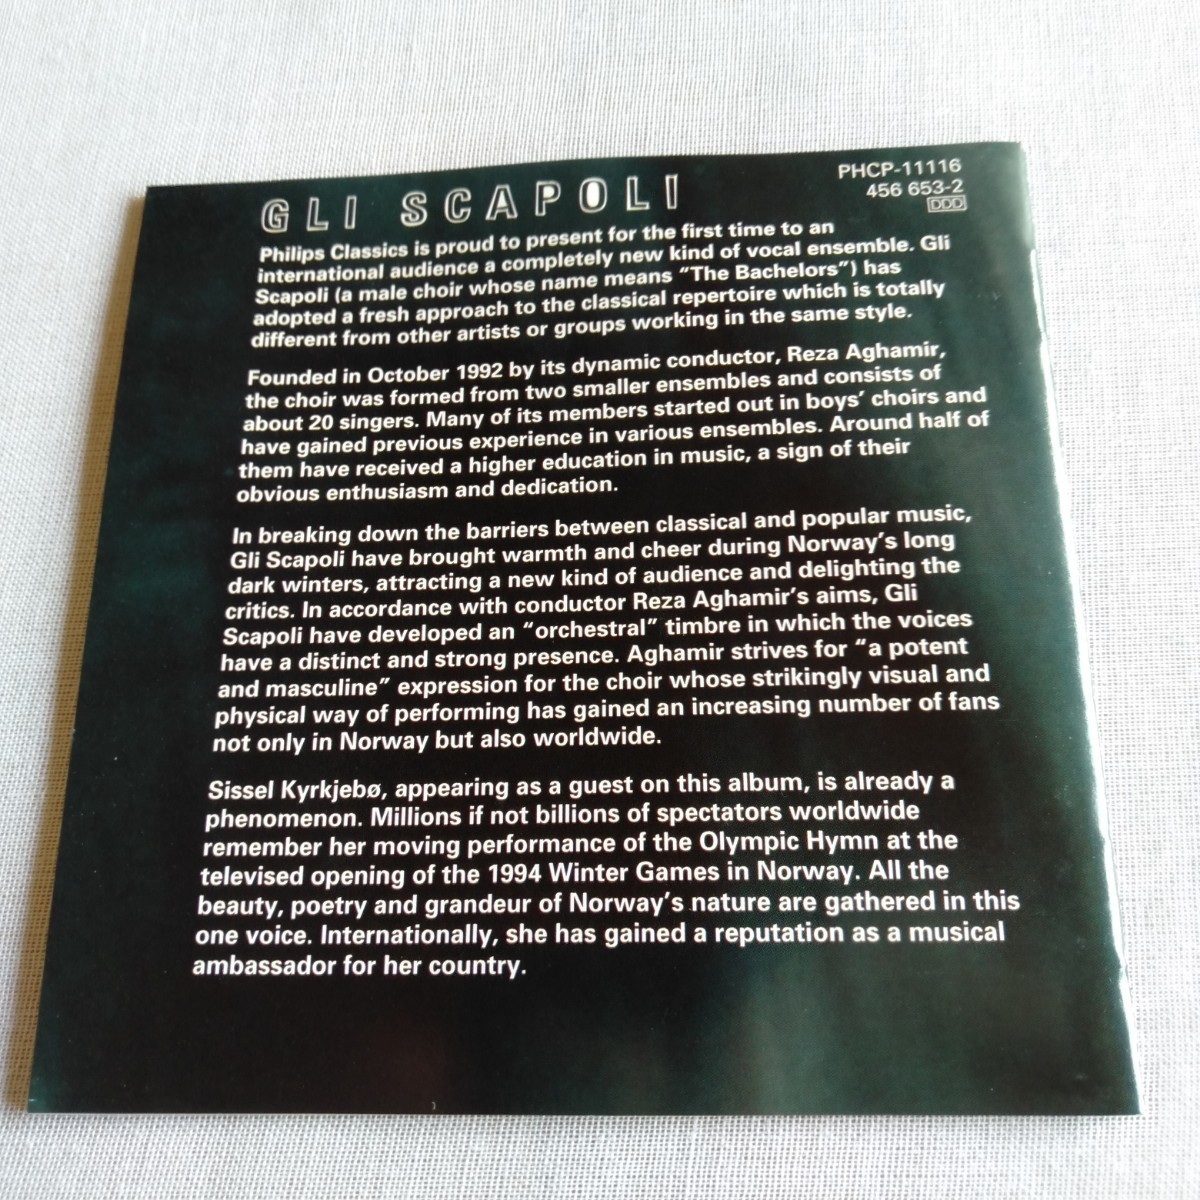 PHCP-11116
456 653-2
DDD
GLI SCAPOLI
Philips Classics is proud to present for the first time to an
international audience a completely new kind of vocal ensemble. Gli
Scapoli (a male choir whose name means "The Bachelors") has
adopted a fresh approach to the classical repertoire which is totally
different from other artists or groups working in the same style.
Founded in October 1992 by its dynamic conductor, Reza Aghamir,
the choir was formed from two smaller ensembles and consists of
about 20 singers. Many of its members started out in boys' choirs and
have gained previous experience in various ensembles. Around half of
them have received a higher education in music, a sign of their
obvious enthusiasm and dedication.
In breaking down the barriers between classical and popular music,
Gli Scapoli have brought warmth and cheer during Norway's long
dark winters, attracting a new kind of audience and delighting the
critics. In accordance with conductor Reza Aghamir's aims, Gli
Scapoli have developed an "orchestral" timbre in which the voices
have a distinct and strong presence. Aghamir strives for "a potent
and masculine" expression for the choir whose strikingly visual and
physical way of performing has gained an increasing number of fans
not only in Norway but also worldwide.
Sissel Kyrkjebø, appearing as a guest on this album, is already a
phenomenon. Millions if not billions of spectators worldwide
remember her moving performance of the Olympic Hymn at the
televised opening of the 1994 Winter Games in Norway. All the
beauty, poetry and grandeur of Norway's nature are gathered in this
one voice. Internationally, she has gained a reputation as a musical
ambassador for her country.